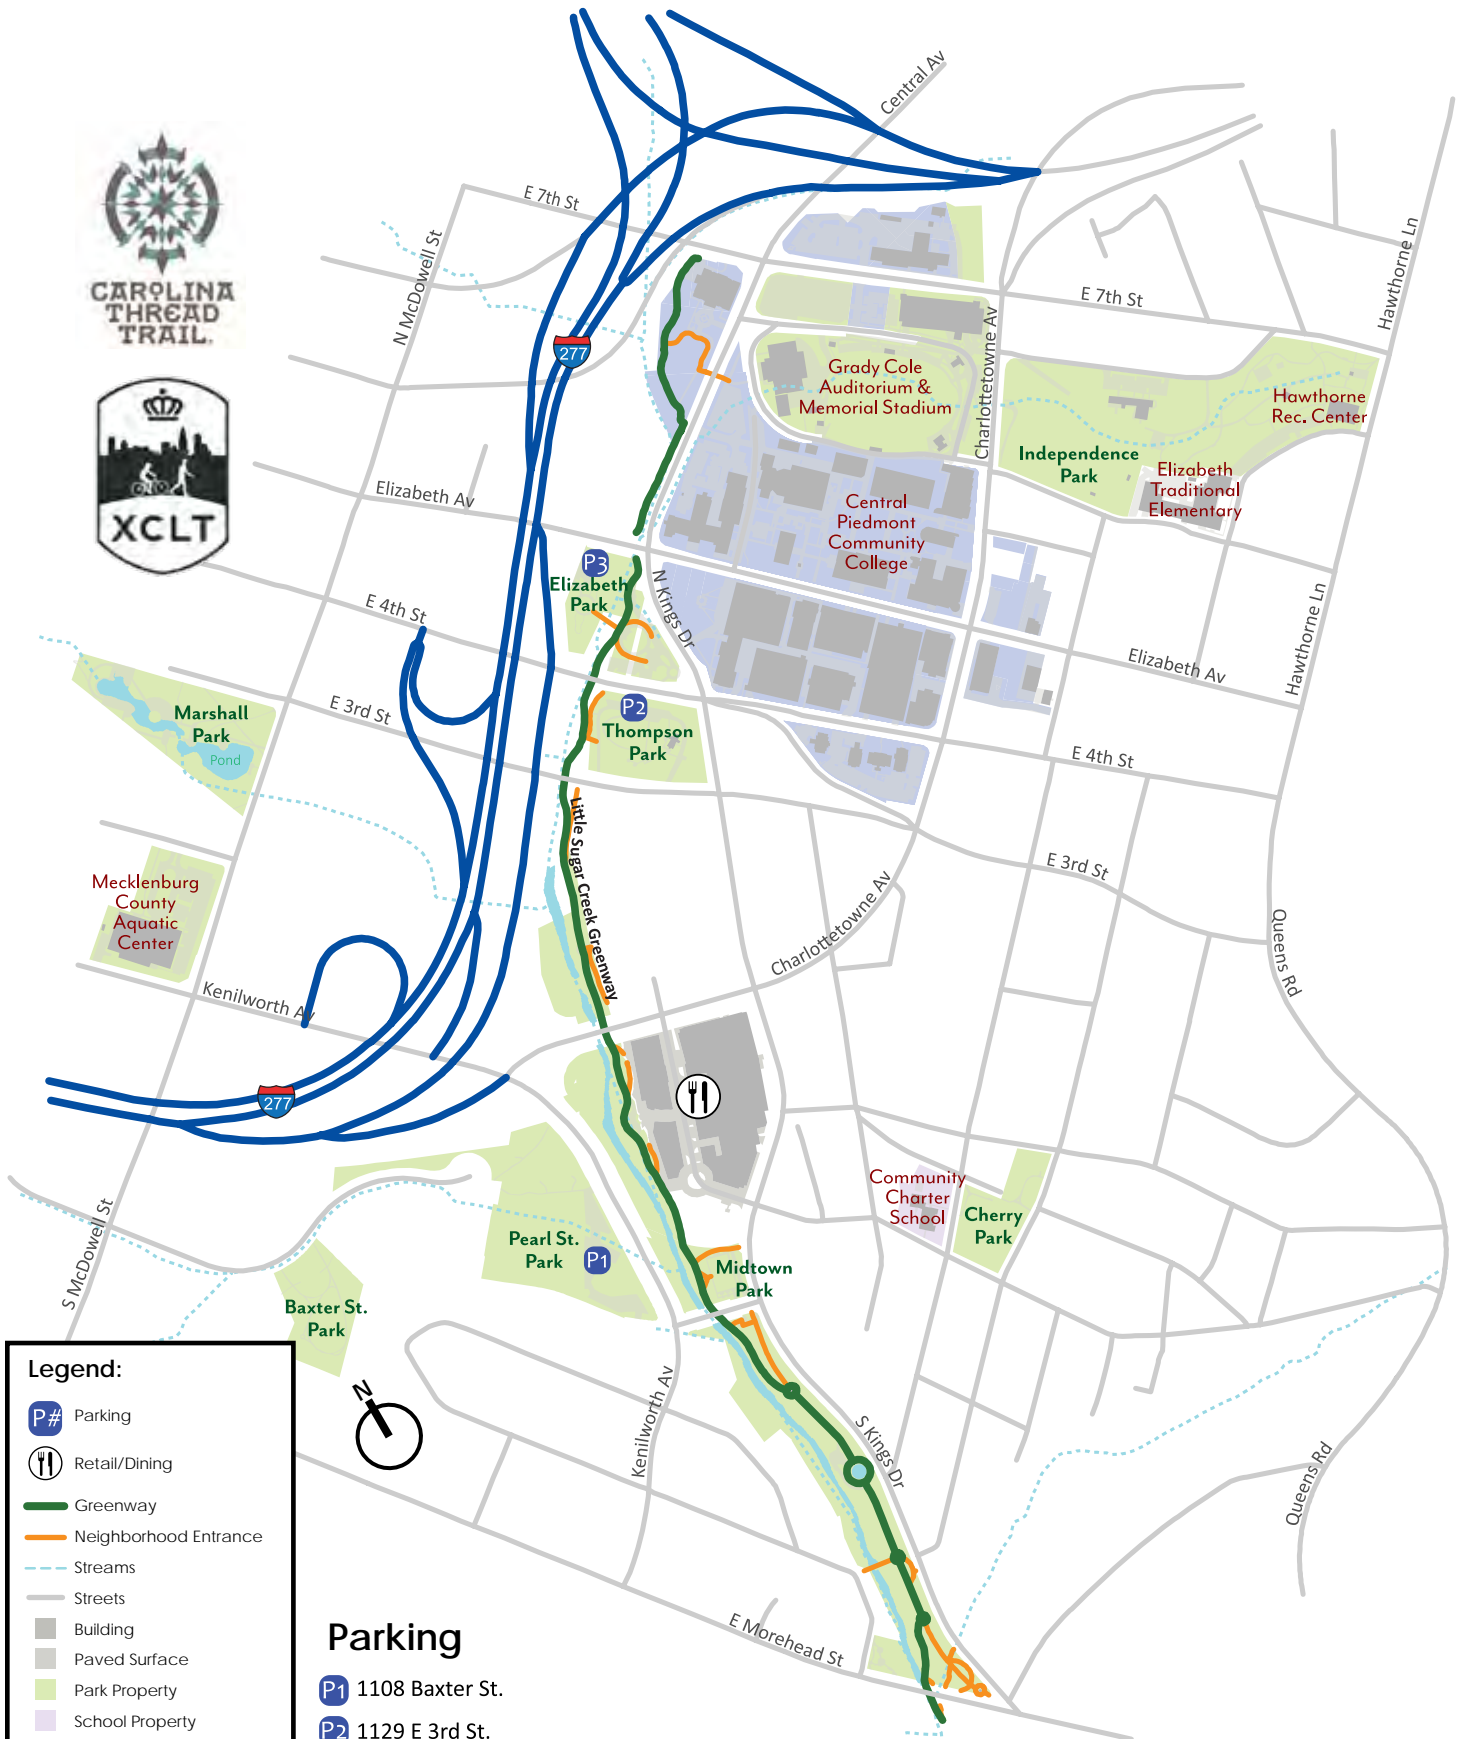 Central Av
E 7th St
N McDowell St
CAROLINA
THREAD
TRAIL.
Hawthorne Ln
E 7th St
Charlottetowne Av
277
Grady Cole
Auditorium &
Memorial Stadium
Hawthorne
Rec. Center
Independence
Park
Elizabeth
Traditional
Elementary
XCLT
Elizabeth Av
Central
Piedmont
Community
College
P3
Elizabeth
Park
N Kings Dr
E 4th St
Hawthorne Ln
Elizabeth Av
E 3rd St
P2
Thompson
Park
Marshall
Park
Pond
E 4th St
Little Sugar Creek Greenway
E 3rd St
Mecklenburg
County
Aquatic
Center
Charlottetowne Av
Queens Rd
Kenilworth Av
277
Community
Charter
School
Cherry
Park
S McDowell St
Pearl St.
Park
P1
Midtown
Park
Baxter St.
Park
N
Kenilworth Av
S Kings Dr
Queens Rd
E Morehead St
Legend:
P# Parking
Retail/Dining
Greenway
Neighborhood Entrance
Streams
Streets
Building
Paved Surface
Park Property
School Property
Parking
P1 1108 Baxter St.
P2 1129 E 3rd St.